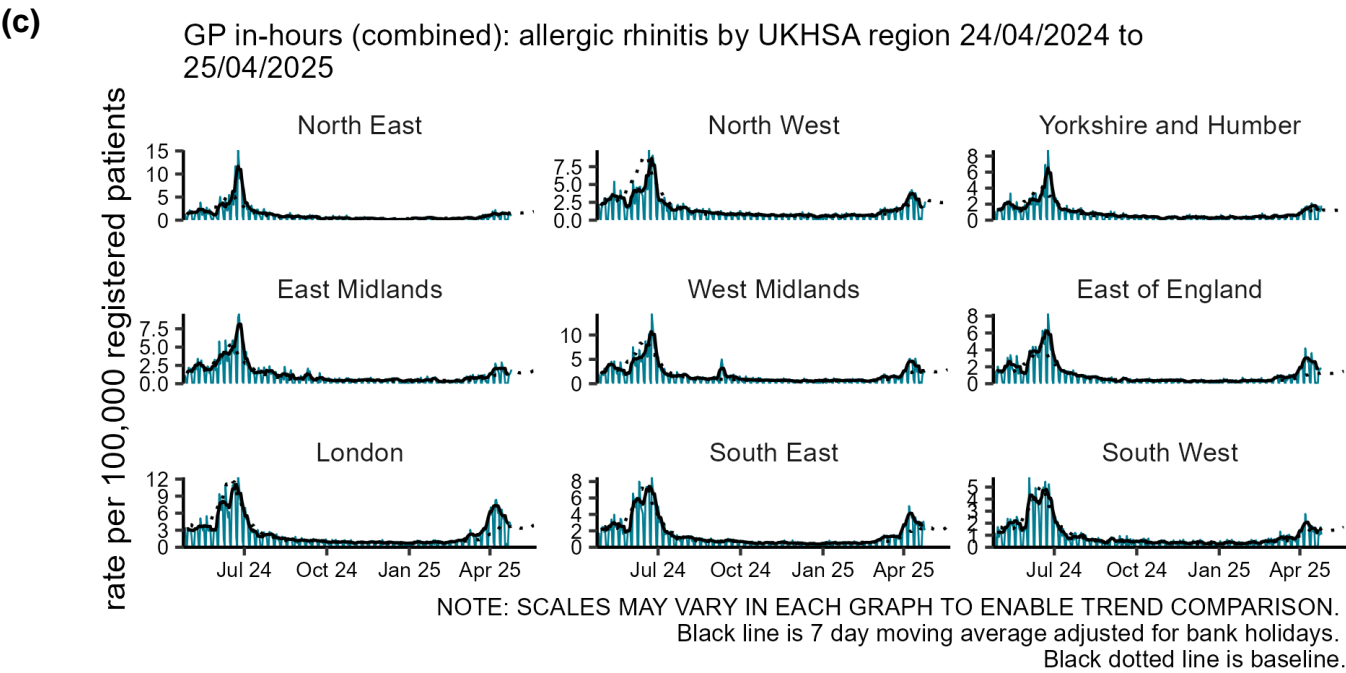 (c)
GP in-hours (combined): allergic rhinitis by UKHSA region 24/04/2024 to
25/04/2025
rate per 100,000 registered patients
North East
15
10
5
0
North West
7.5
5.0
2.5
0.0
Yorkshire and Humber
8
6
4
2
0
East Midlands
7.5
5.0
2.5
0.0
West Midlands
10
5
0
East of England
8
6
4
2
0
London
12
9
6
3
0
South East
8
6
4
2
0
South West
5
4
3
2
1
0
Jul 24 Oct 24 Jan 25 Apr 25
Jul 24 Oct 24 Jan 25 Apr 25
Jul 24 Oct 24 Jan 25 Apr 25
NOTE: SCALES MAY VARY IN EACH GRAPH TO ENABLE TREND COMPARISON.
Black line is 7 day moving average adjusted for bank holidays.
Black dotted line is baseline.